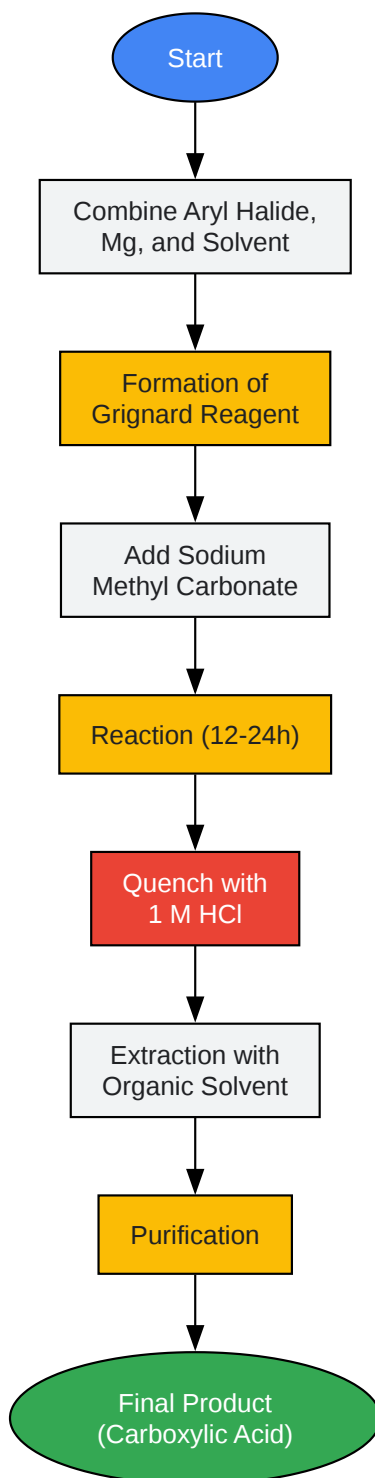 Start
Combine Aryl Halide,
Mg, and Solvent
Formation of
Grignard Reagent
Add Sodium
Methyl Carbonate
Reaction (12-24h)
Quench with
1 M HCl
Extraction with
Organic Solvent
Purification
Final Product
(Carboxylic Acid)